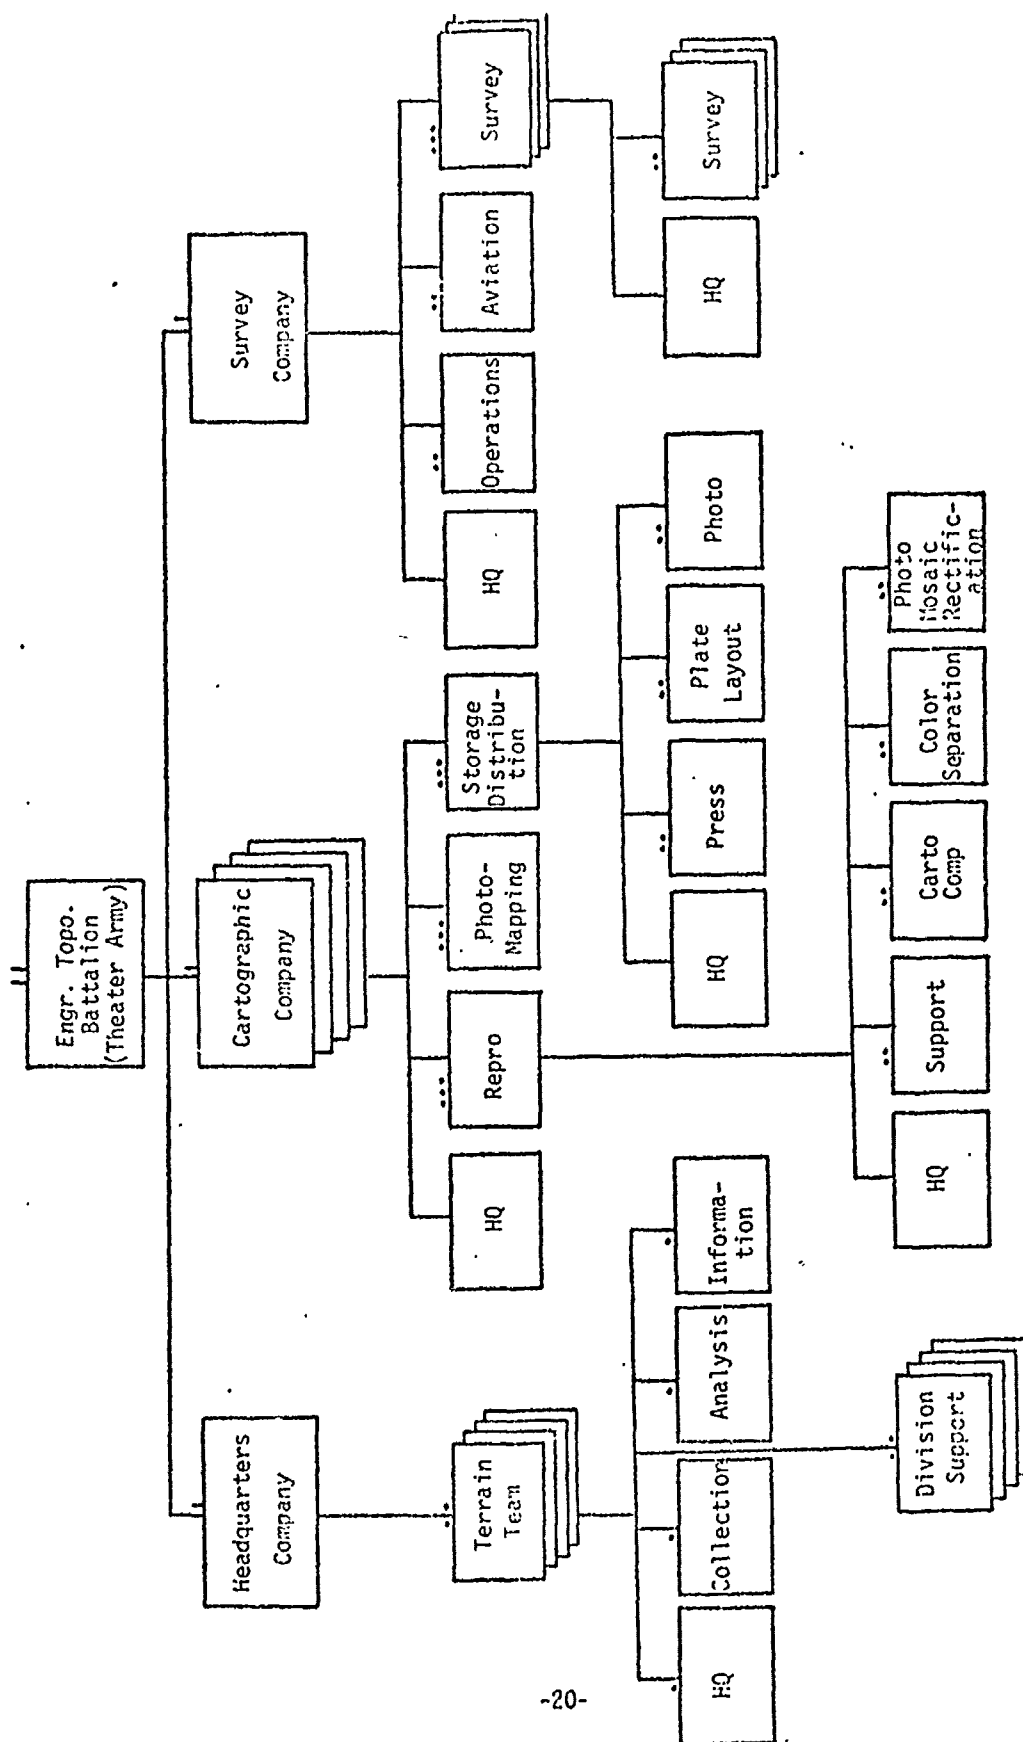 Engr. Topo.
Battalion
(Theater Army)
Headquarters
Company
Cartographic
Company
Survey
Company
Terrain
Team
HQ
Repro
Photo-
Mapping
Storage
Distribu-
tion
HQ
Operations
Aviation
Survey
HQ
Collection
Analysis
Informa-
tion
HQ
Press
Plate
Layout
Photo
HQ
Survey
Division
Support
HQ
Support
Carto
Comp
Color
Separation
Photo
Mosaic
Rectific-
ation
-20-